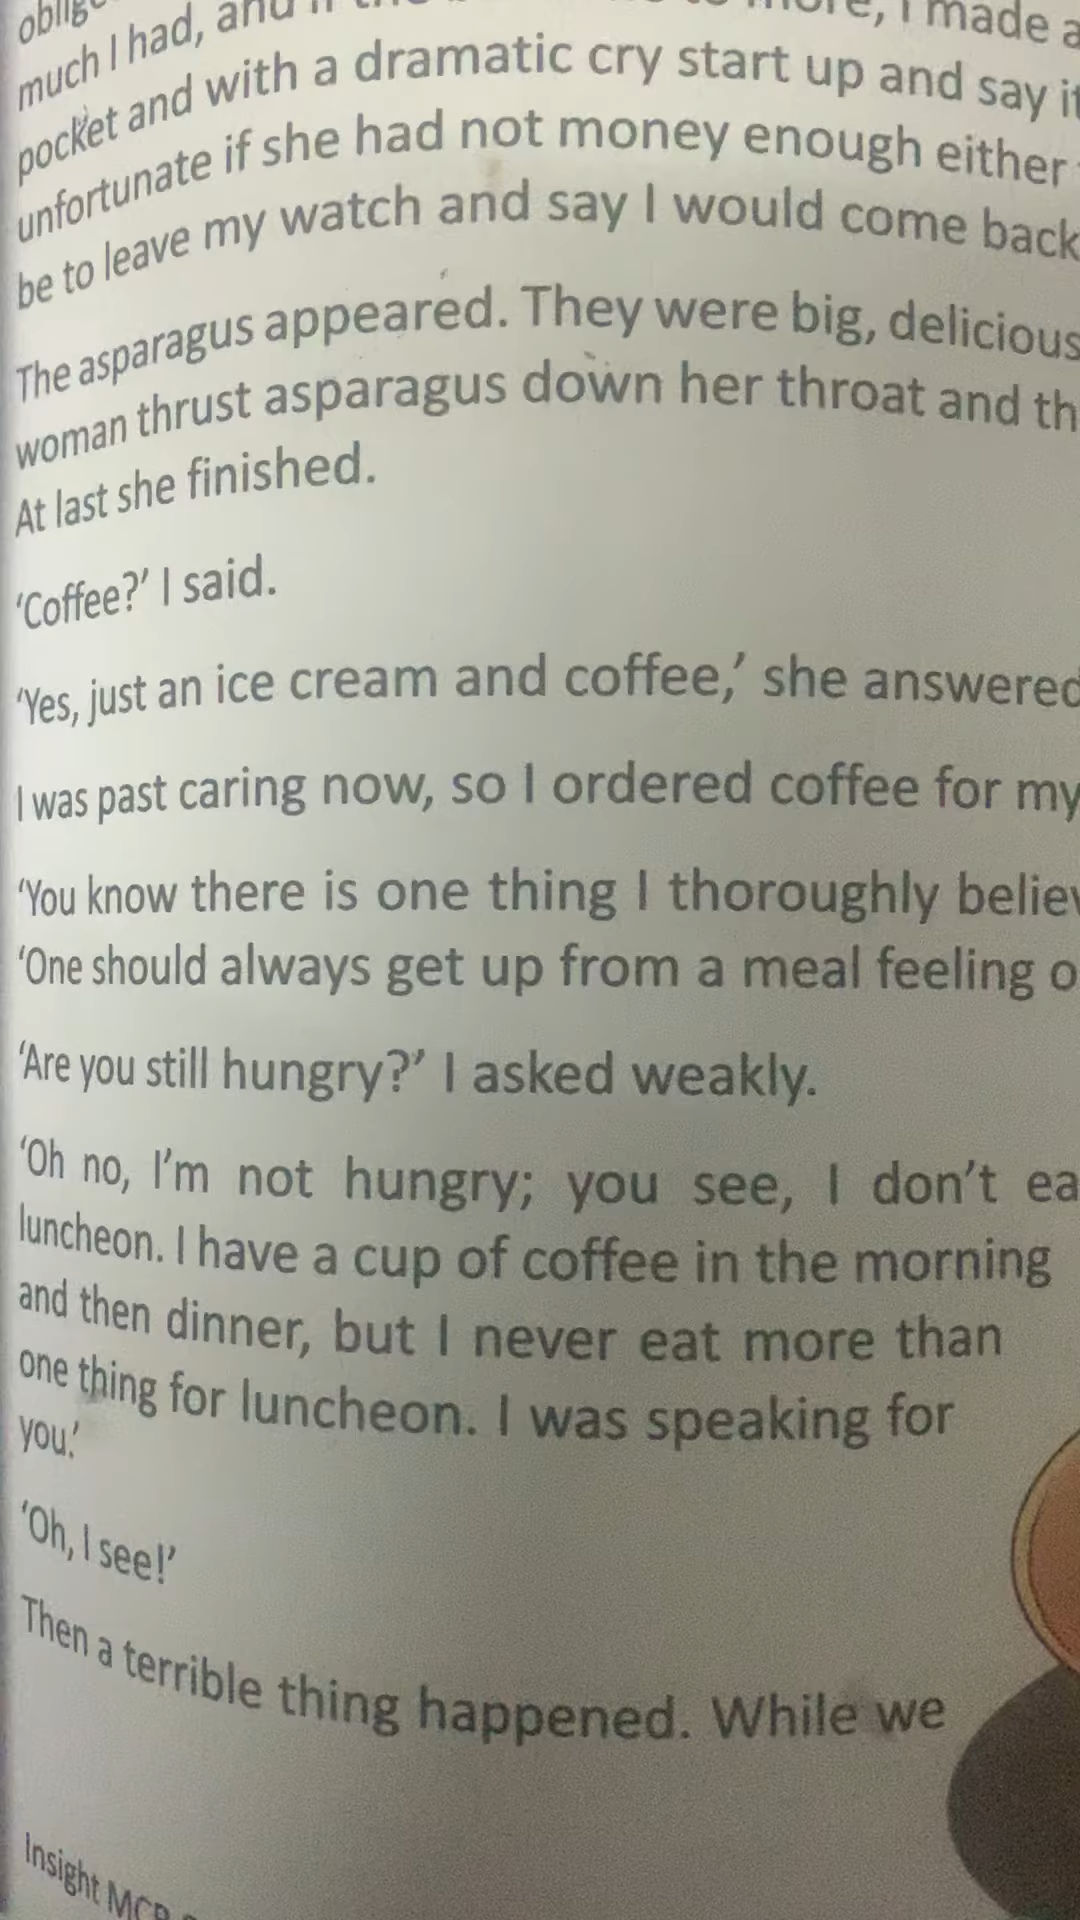 much I had, and
pocket and with a dramatic cry start up and say it
unfortunate if she had not money enough either
be to leave my watch and say I would come back
The asparagus appeared. They were big, delicious
woman thrust asparagus down her throat and th
At last she finished.
‘Coffee?’ I said.
‘Yes, just an ice cream and coffee,’ she answered
I was past caring now, so I ordered coffee for my
‘You know there is one thing I thoroughly believ
‘One should always get up from a meal feeling o
‘Are you still hungry?’ I asked weakly.
‘Oh no, I’m not hungry; you see, I don’t ea
luncheon. I have a cup of coffee in the morning
and then dinner, but I never eat more than
one thing for luncheon. I was speaking for
you.’
‘Oh, I see!’
Then a terrible thing happened. While we
Insight MCB